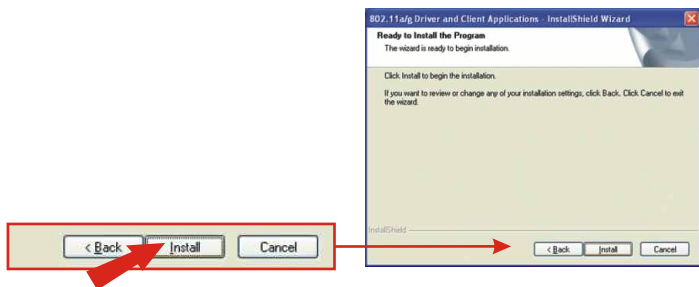 802.11a/g Driver and Client Applications - InstallShield Wizard
Ready to Install the Program
The wizard is ready to begin installation.
Click Install to begin the installation.
If you want to review or change any of your installation settings, click Back. Click Cancel to exit
the wizard.
InstallShield
< Back Install Cancel
< Back Install Cancel